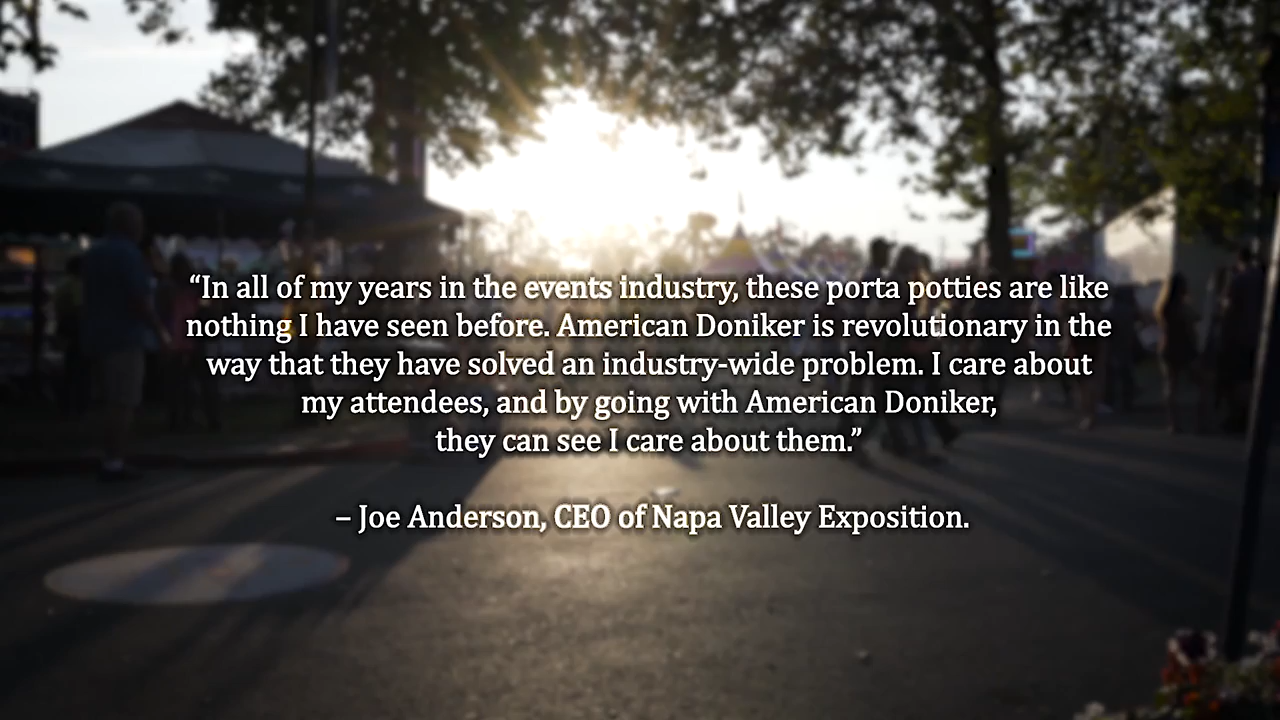 “In all of my years in the events industry, these porta potties are like
nothing I have seen before. American Doniker is revolutionary in the
way that they have solved an industry-wide problem. I care about
my attendees, and by going with American Doniker,
they can see I care about them.”
– Joe Anderson, CEO of Napa Valley Exposition.